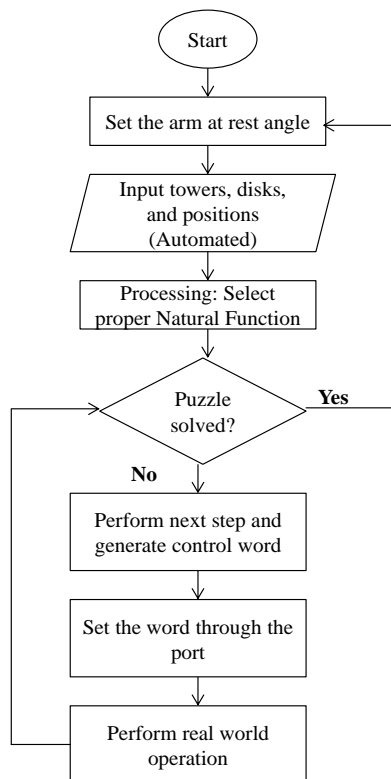 Start
Set the arm at rest angle
Input towers, disks,
and positions
(Automated)
Processing: Select
proper Natural Function
Puzzle
solved?
Yes
No
Perform next step and
generate control word
Set the word through the
port
Perform real world
operation